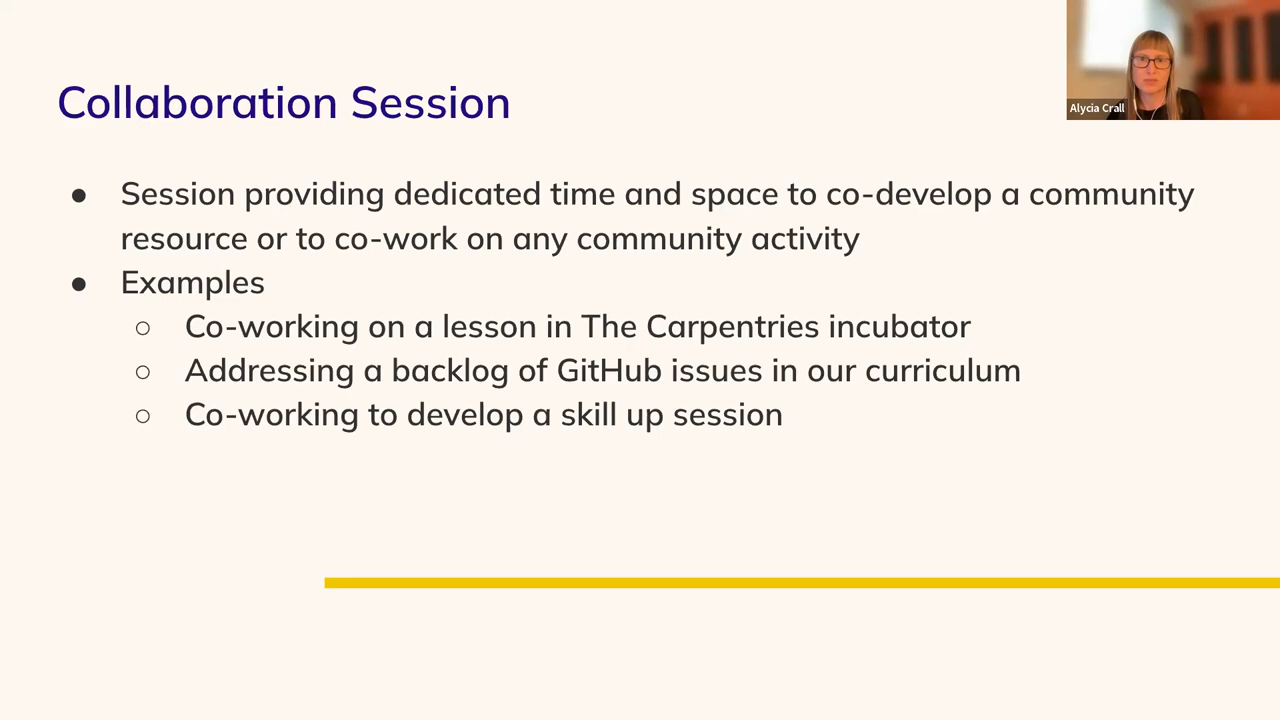 Collaboration Session
Alycia Crall
● Session providing dedicated time and space to co-develop a community
resource or to co-work on any community activity
● Examples
○ Co-working on a lesson in The Carpentries incubator
○ Addressing a backlog of GitHub issues in our curriculum
○ Co-working to develop a skill up session